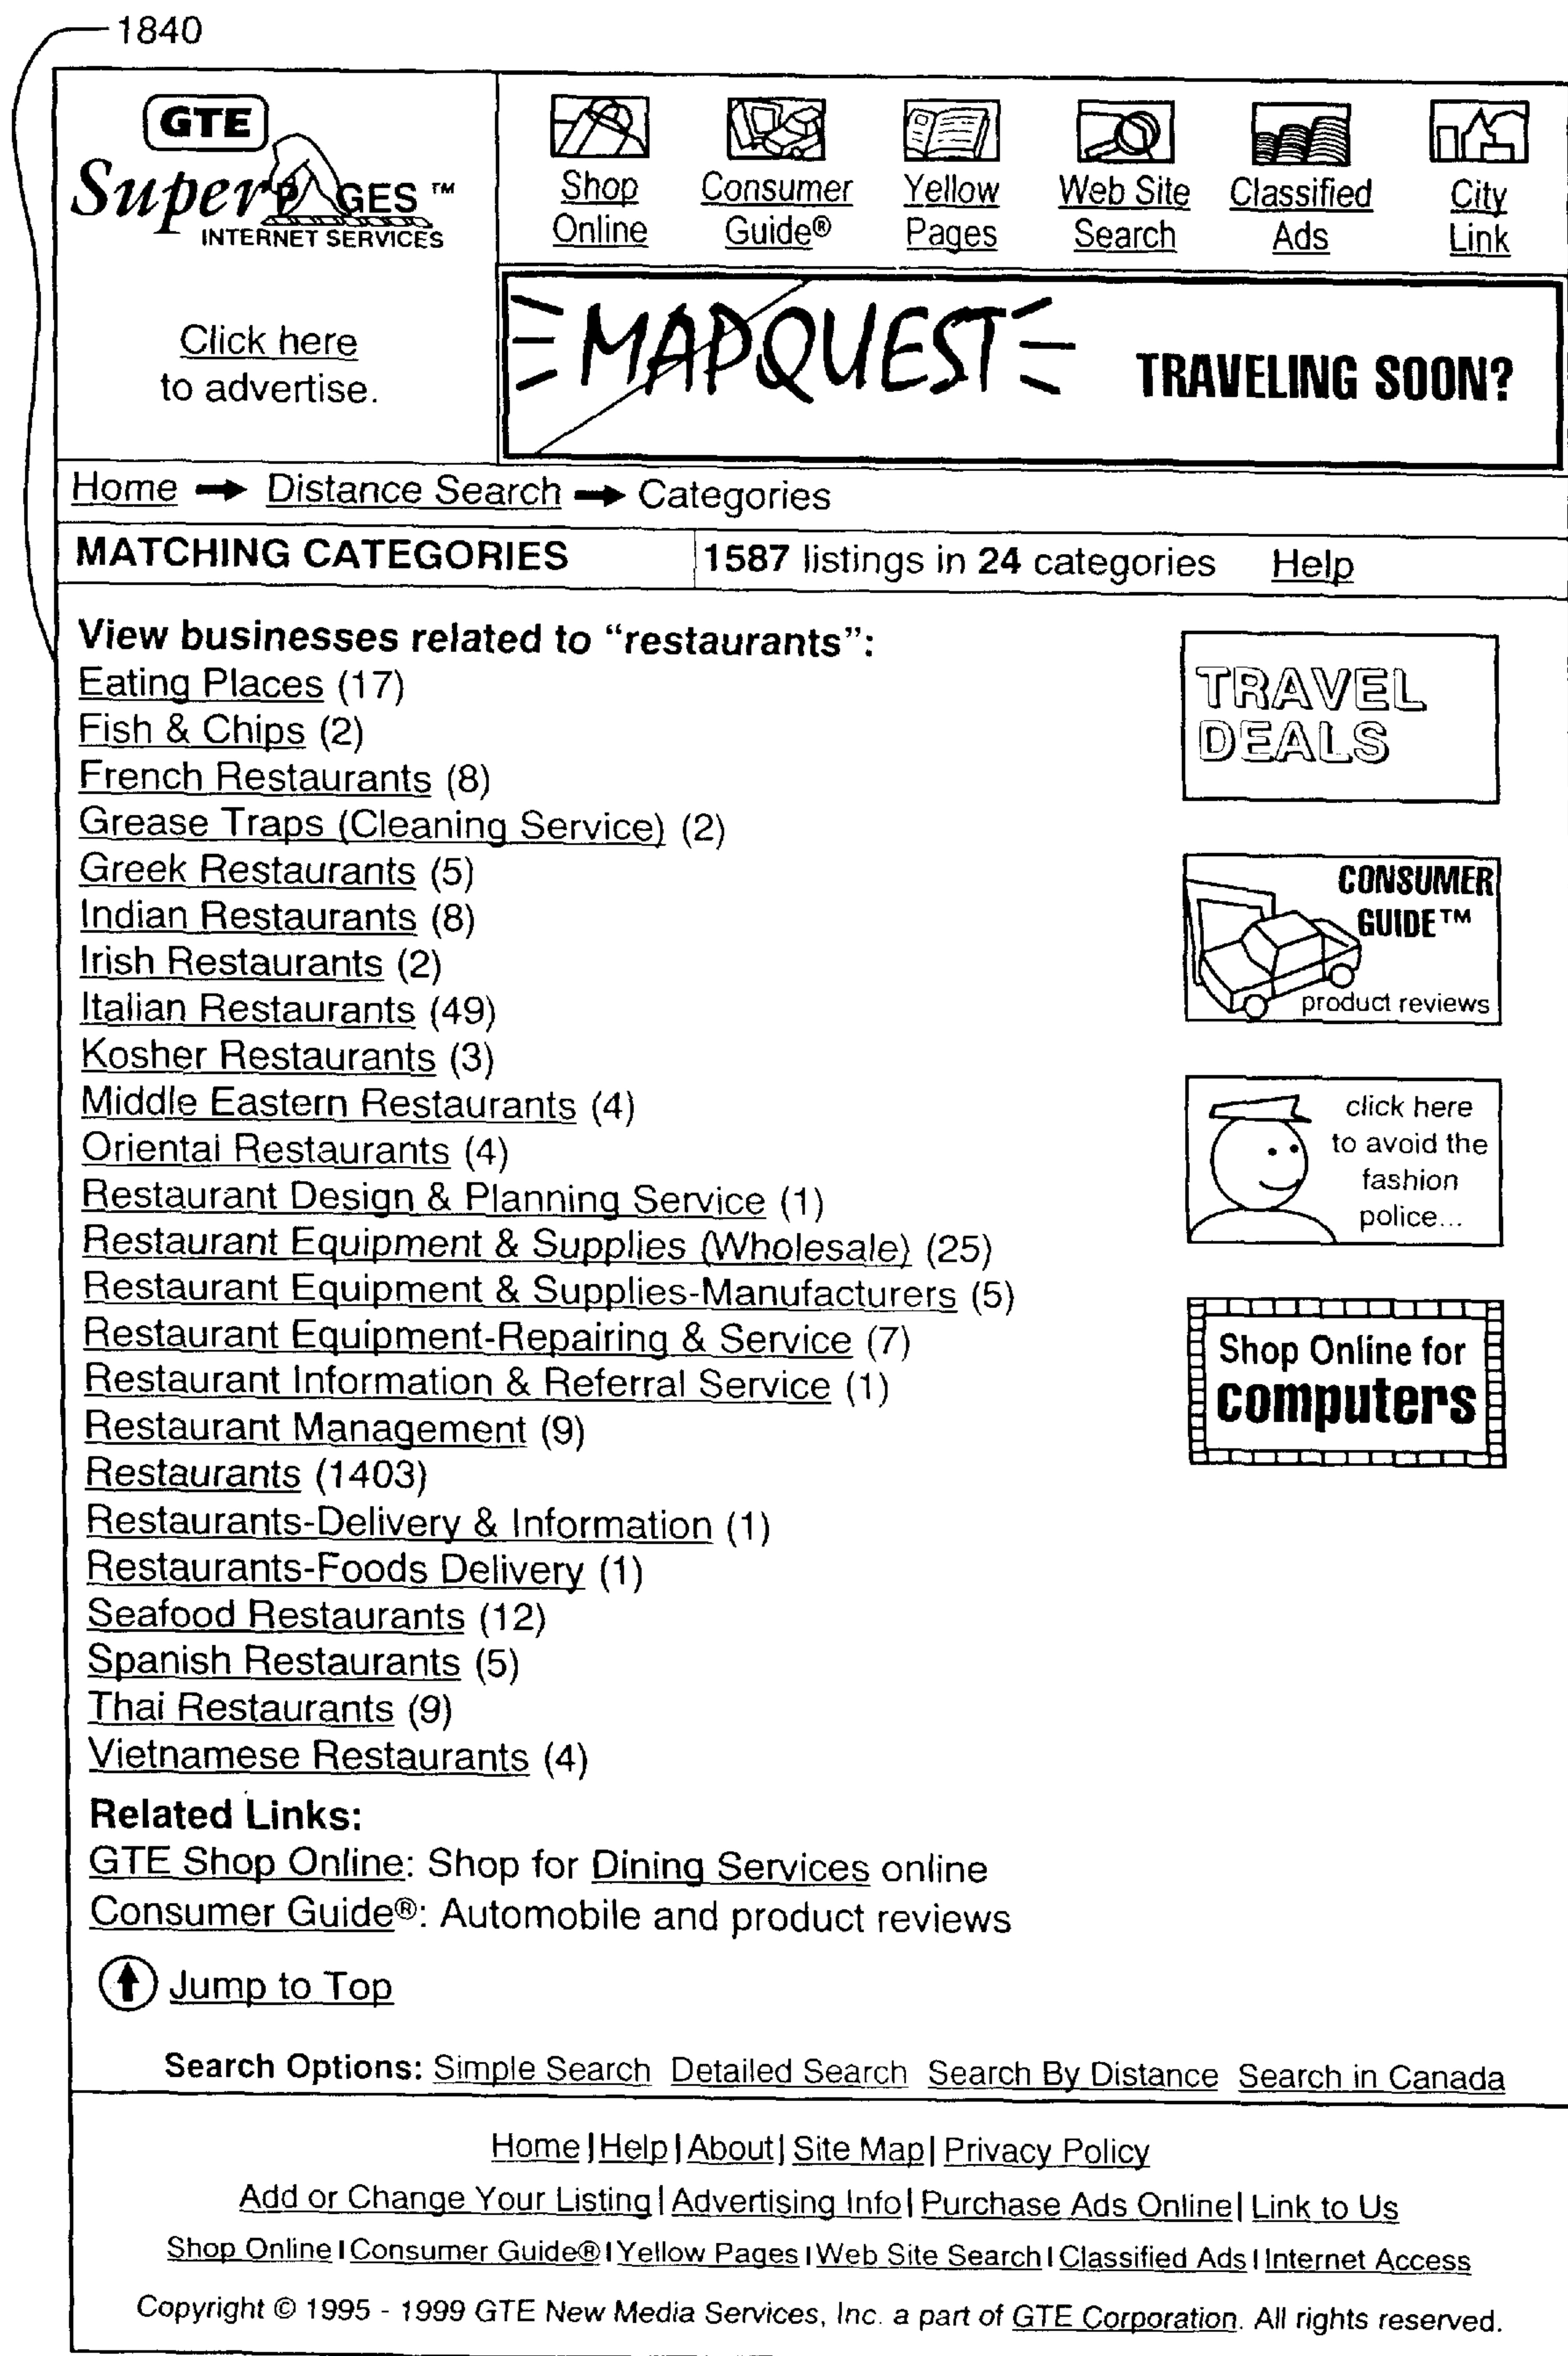 1840
GTE
SuperPAGES ™
INTERNET SERVICES
Shop Online
Consumer Guide®
Yellow Pages
Web Site Search
Classified Ads
City Link
Click here
to advertise.
MAPQUEST TRAVELING SOON?
Home → Distance Search → Categories
MATCHING CATEGORIES 1587 listings in 24 categories Help
View businesses related to “restaurants”:
Eating Places (17)
Fish & Chips (2)
French Restaurants (8)
Grease Traps (Cleaning Service) (2)
Greek Restaurants (5)
Indian Restaurants (8)
Irish Restaurants (2)
Italian Restaurants (49)
Kosher Restaurants (3)
Middle Eastern Restaurants (4)
Oriental Restaurants (4)
Restaurant Design & Planning Service (1)
Restaurant Equipment & Supplies (Wholesale) (25)
Restaurant Equipment & Supplies-Manufacturers (5)
Restaurant Equipment-Repairing & Service (7)
Restaurant Information & Referral Service (1)
Restaurant Management (9)
Restaurants (1403)
Restaurants-Delivery & Information (1)
Restaurants-Foods Delivery (1)
Seafood Restaurants (12)
Spanish Restaurants (5)
Thai Restaurants (9)
Vietnamese Restaurants (4)
TRAVEL
DEALS
CONSUMER
GUIDE™
product reviews
click here
to avoid the
fashion
police...
Shop Online for
computers
Related Links:
GTE Shop Online: Shop for Dining Services online
Consumer Guide®: Automobile and product reviews
Jump to Top
Search Options: Simple Search Detailed Search Search By Distance Search in Canada
Home | Help | About | Site Map | Privacy Policy
Add or Change Your Listing | Advertising Info | Purchase Ads Online | Link to Us
Shop Online | Consumer Guide® | Yellow Pages | Web Site Search | Classified Ads | Internet Access
Copyright © 1995 - 1999 GTE New Media Services, Inc. a part of GTE Corporation. All rights reserved.